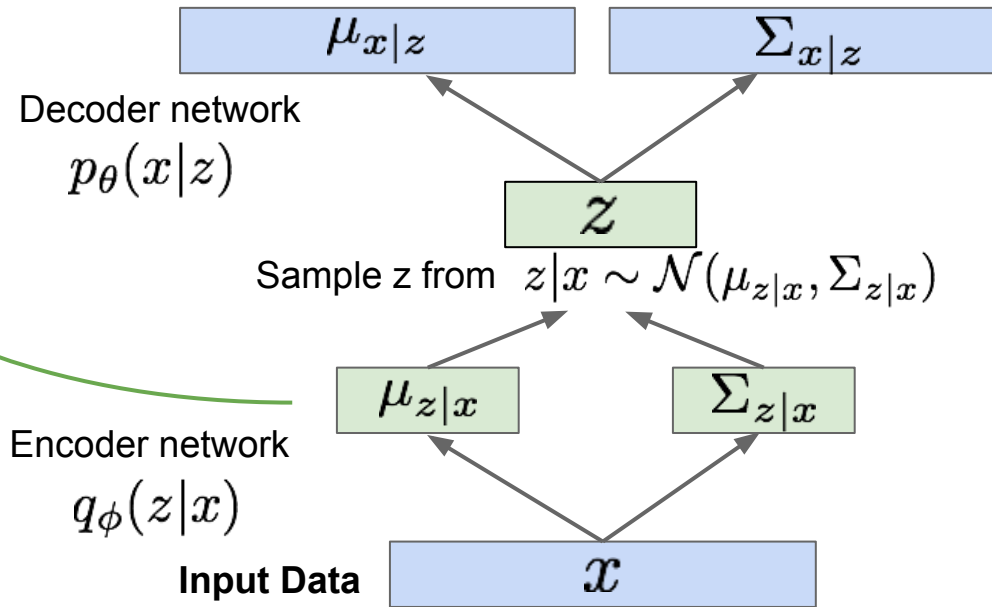 μ_{x|z} Σ_{x|z}
Decoder network
p_θ(x|z)
z
Sample z from z|x ∼ 𝒩(μ_{z|x}, Σ_{z|x})
μ_{z|x} Σ_{z|x}
Encoder network
q_ϕ(z|x)
Input Data x